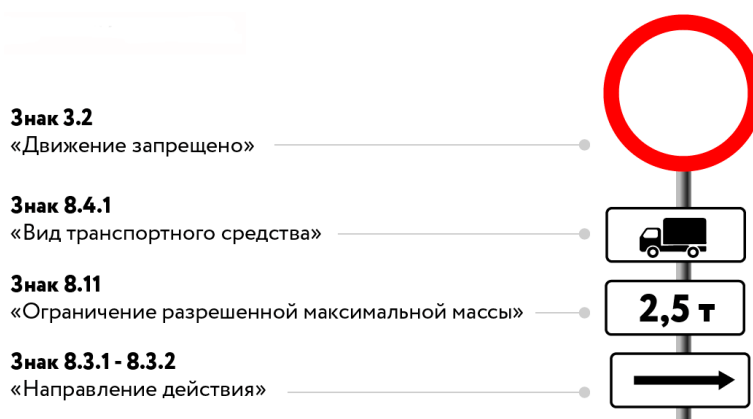 Знак 3.2
«Движение запрещено»
Знак 8.4.1
«Вид транспортного средства»
Знак 8.11
«Ограничение разрешенной максимальной массы»
2,5 т
Знак 8.3.1 - 8.3.2
«Направление действия»